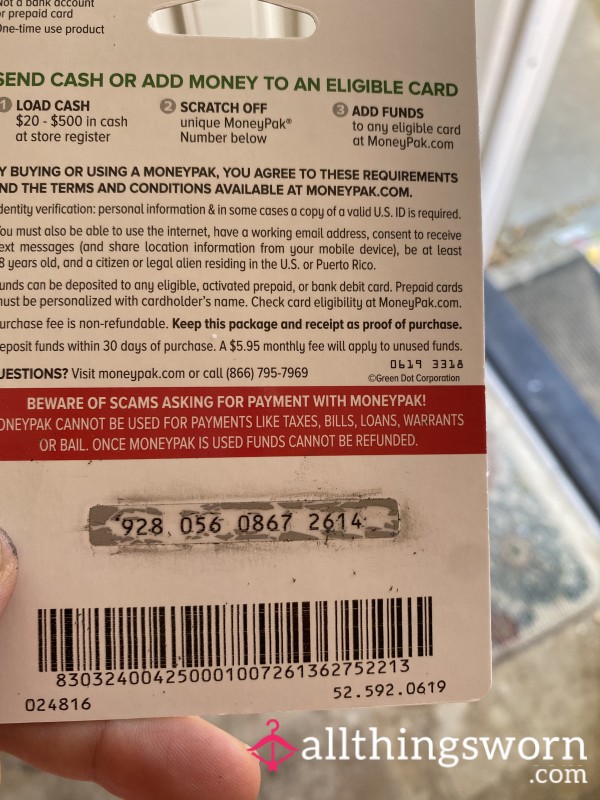 Not a bank account
or prepaid card
One-time use product
SEND CASH OR ADD MONEY TO AN ELIGIBLE CARD
1 LOAD CASH
$20 - $500 in cash
at store register
2 SCRATCH OFF
unique MoneyPak®
Number below
3 ADD FUNDS
to any eligible card
at MoneyPak.com
Y BUYING OR USING A MONEYPAK, YOU AGREE TO THESE REQUIREMENTS
ND THE TERMS AND CONDITIONS AVAILABLE AT MONEYPAK.COM.
dentity verification: personal information & in some cases a copy of a valid U.S. ID is required.
ou must also be able to use the internet, have a working email address, consent to receive
ext messages (and share location information from your mobile device), be at least
8 years old, and a citizen or legal alien residing in the U.S. or Puerto Rico.
unds can be deposited to any eligible, activated prepaid, or bank debit card. Prepaid cards
ust be personalized with cardholder's name. Check card eligibility at MoneyPak.com.
urchase fee is non-refundable. Keep this package and receipt as proof of purchase.
eposit funds within 30 days of purchase. A $5.95 monthly fee will apply to unused funds.
0619 3318
UESTIONS? Visit moneypak.com or call (866) 795-7969
©Green Dot Corporation
BEWARE OF SCAMS ASKING FOR PAYMENT WITH MONEYPAK!
ONEYPAK CANNOT BE USED FOR PAYMENTS LIKE TAXES, BILLS, LOANS, WARRANTS
OR BAIL. ONCE MONEYPAK IS USED FUNDS CANNOT BE REFUNDED.
928 056 0867 2614
83032400425000100726136275​2213
024816
52.592.0619
allthingsworn
.com